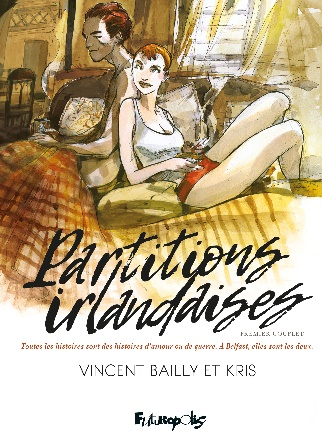 Partitions
irlandaises
PREMIER COUPLET
Toutes les histoires sont des histoires d'amour ou de guerre. À Belfast, elles sont les deux.
VINCENT BAILLY ET KRIS
Futuropolis